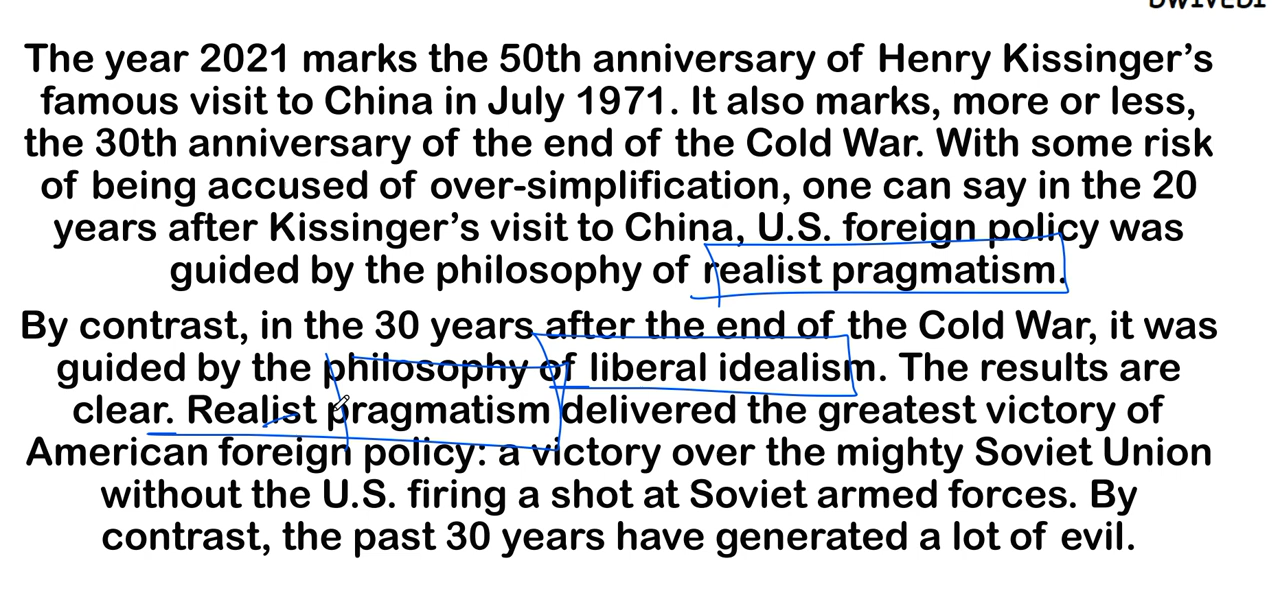 The year 2021 marks the 50th anniversary of Henry Kissinger's
famous visit to China in July 1971. It also marks, more or less,
the 30th anniversary of the end of the Cold War. With some risk
of being accused of over-simplification, one can say in the 20
years after Kissinger's visit to China, U.S. foreign policy was
guided by the philosophy of realist pragmatism.
By contrast, in the 30 years after the end of the Cold War, it was
guided by the philosophy of liberal idealism. The results are
clear. Realist pragmatism delivered the greatest victory of
American foreign policy: a victory over the mighty Soviet Union
without the U.S. firing a shot at Soviet armed forces. By
contrast, the past 30 years have generated a lot of evil.